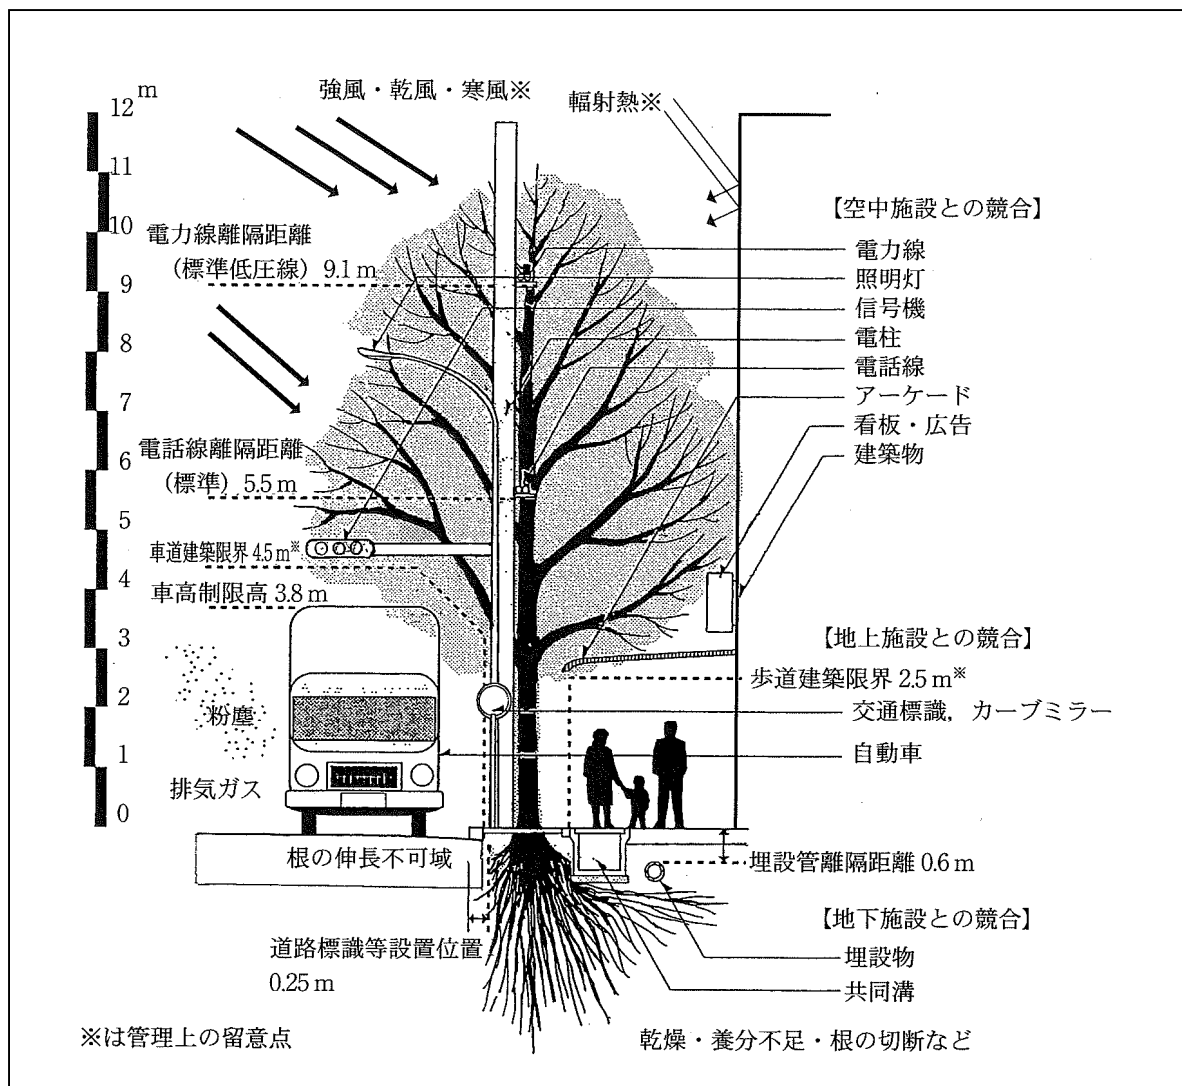 強風・乾風・寒風※
輻射熱※
m
12
11
10
9
8
7
6
5
4
3
2
1
0
電力線離隔距離
（標準低圧線）9.1 m
電話線離隔距離
（標準）5.5 m
車道建築限界 4.5 m※
車高制限高 3.8 m
粉塵
排気ガス
根の伸長不可域
道路標識等設置位置
0.25 m
※は管理上の留意点
【空中施設との競合】
電力線
照明灯
信号機
電柱
電話線
アーケード
看板・広告
建築物
【地上施設との競合】
歩道建築限界 2.5 m※
交通標識，カーブミラー
自動車
埋設管離隔距離 0.6 m
【地下施設との競合】
埋設物
共同溝
乾燥・養分不足・根の切断など